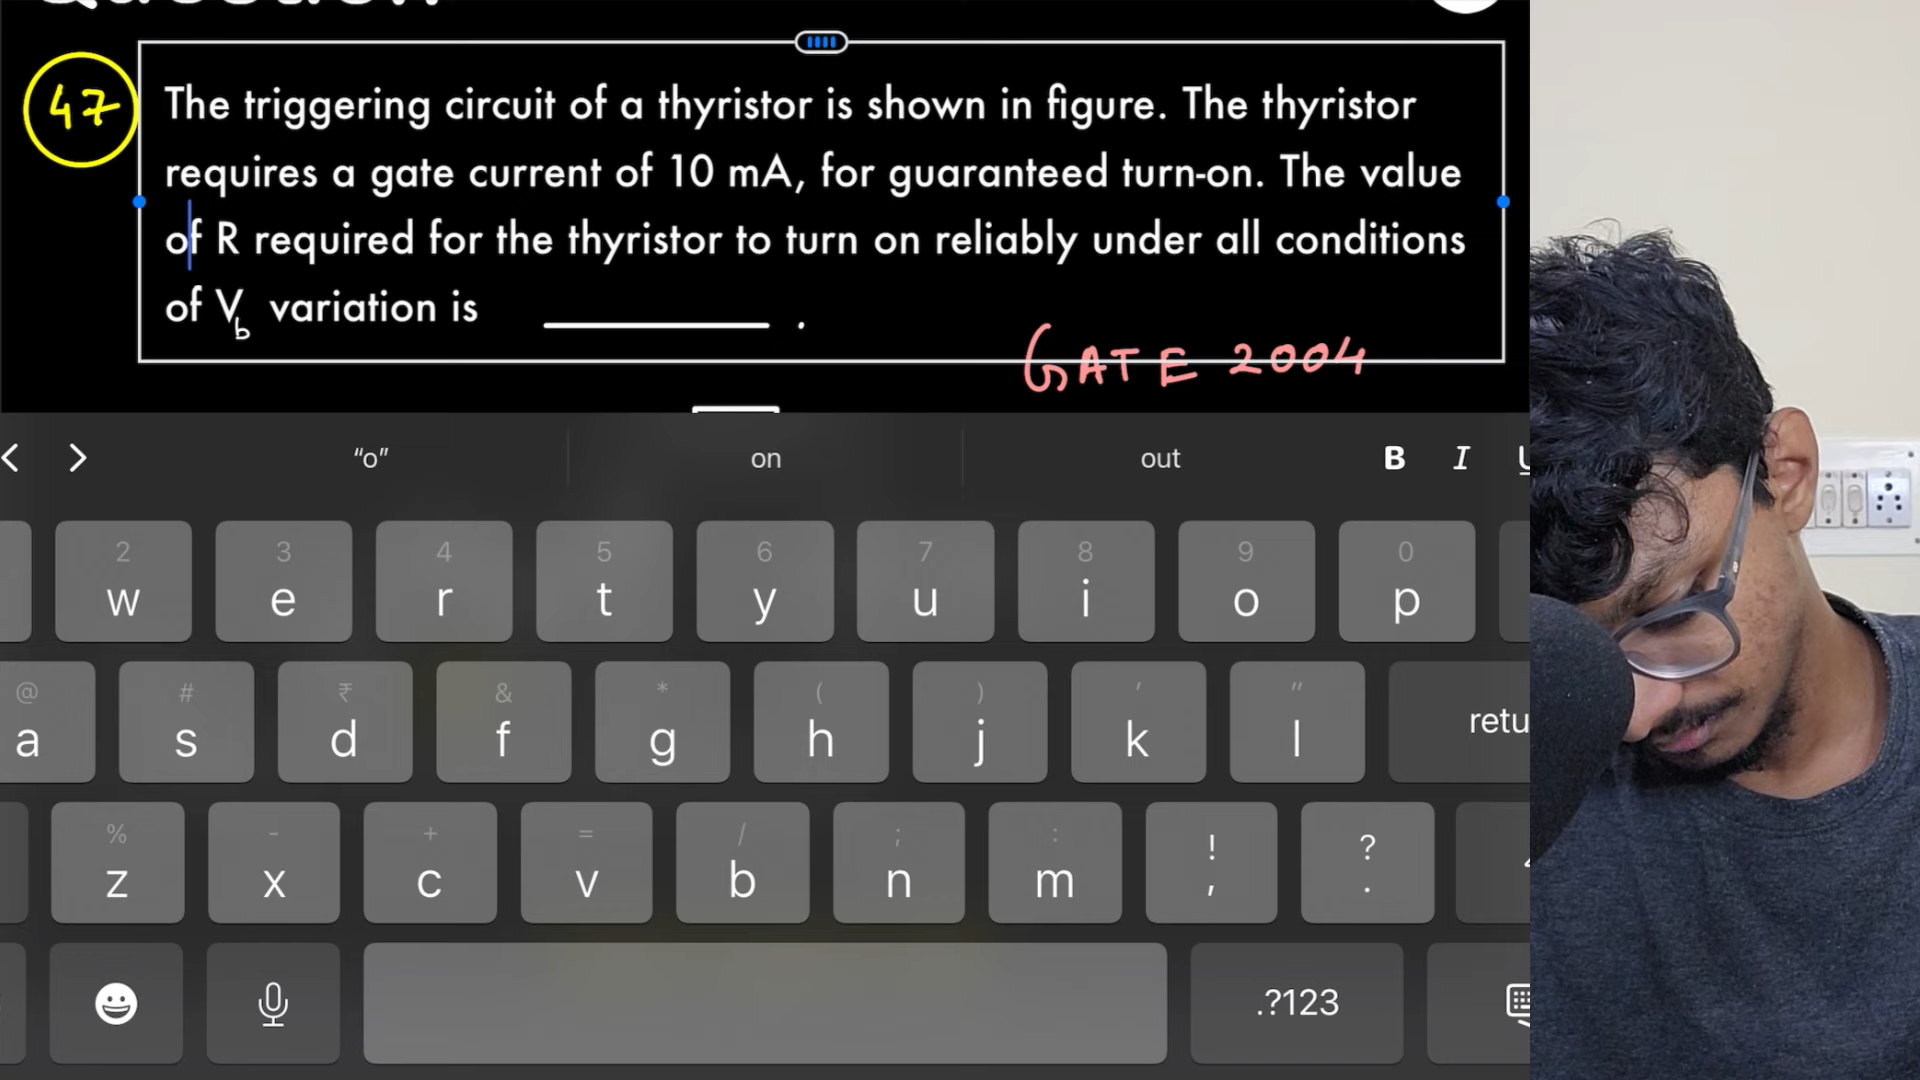 Question
47
The triggering circuit of a thyristor is shown in figure. The thyristor
requires a gate current of 10 mA, for guaranteed turn-on. The value
of R required for the thyristor to turn on reliably under all conditions
of Vb variation is ________ .
GATE 2004
“o” on out B I U
2 3 4 5 6 7 8 9 0
w e r t y u i o p
@ # ₹ & * ( ) ' "
a s d f g h j k l retu
% - + = / ; : ! ?
z x c v b n m , .
.?123